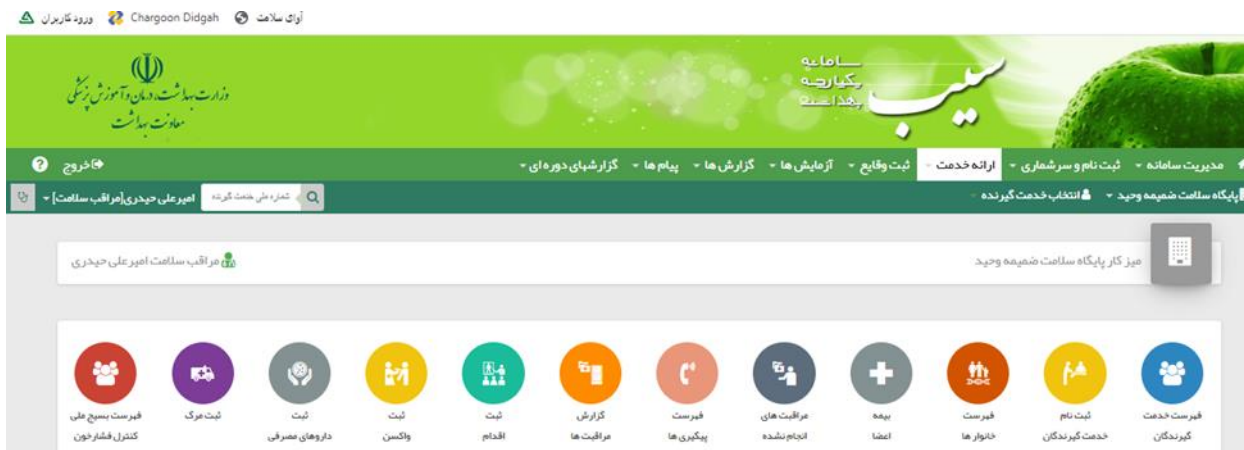 آوای سلامت Chargoon Didgah ورود کاربران
سامانه
یکپارچه
بهداشت
سیب
وزارت بهداشت، درمان و آموزش پزشکی
معاونت بهداشت
مدیریت سامانه ثبت نام و سرشماری ارائه خدمت ثبت وقایع آزمایش ها گزارش ها پیام ها گزارشهای دوره ای خروج ?
پایگاه سلامت ضمیمه وحید انتخاب خدمت گیرنده شماره ملی خدمت گیرنده امیرعلی حیدری[مراقب سلامت]
میز کار پایگاه سلامت ضمیمه وحید مراقب سلامت امیرعلی حیدری
فهرست خدمت گیرندگان
ثبت نام خدمت گیرندگان
فهرست خانوار ها
بیمه اعضا
مراقبت های انجام نشده
فهرست پیگیری ها
گزارش مراقبت ها
ثبت اقدام
ثبت واکسن
ثبت داروهای مصرفی
ثبت مرگ
فهرست بسیج ملی کنترل فشارخون